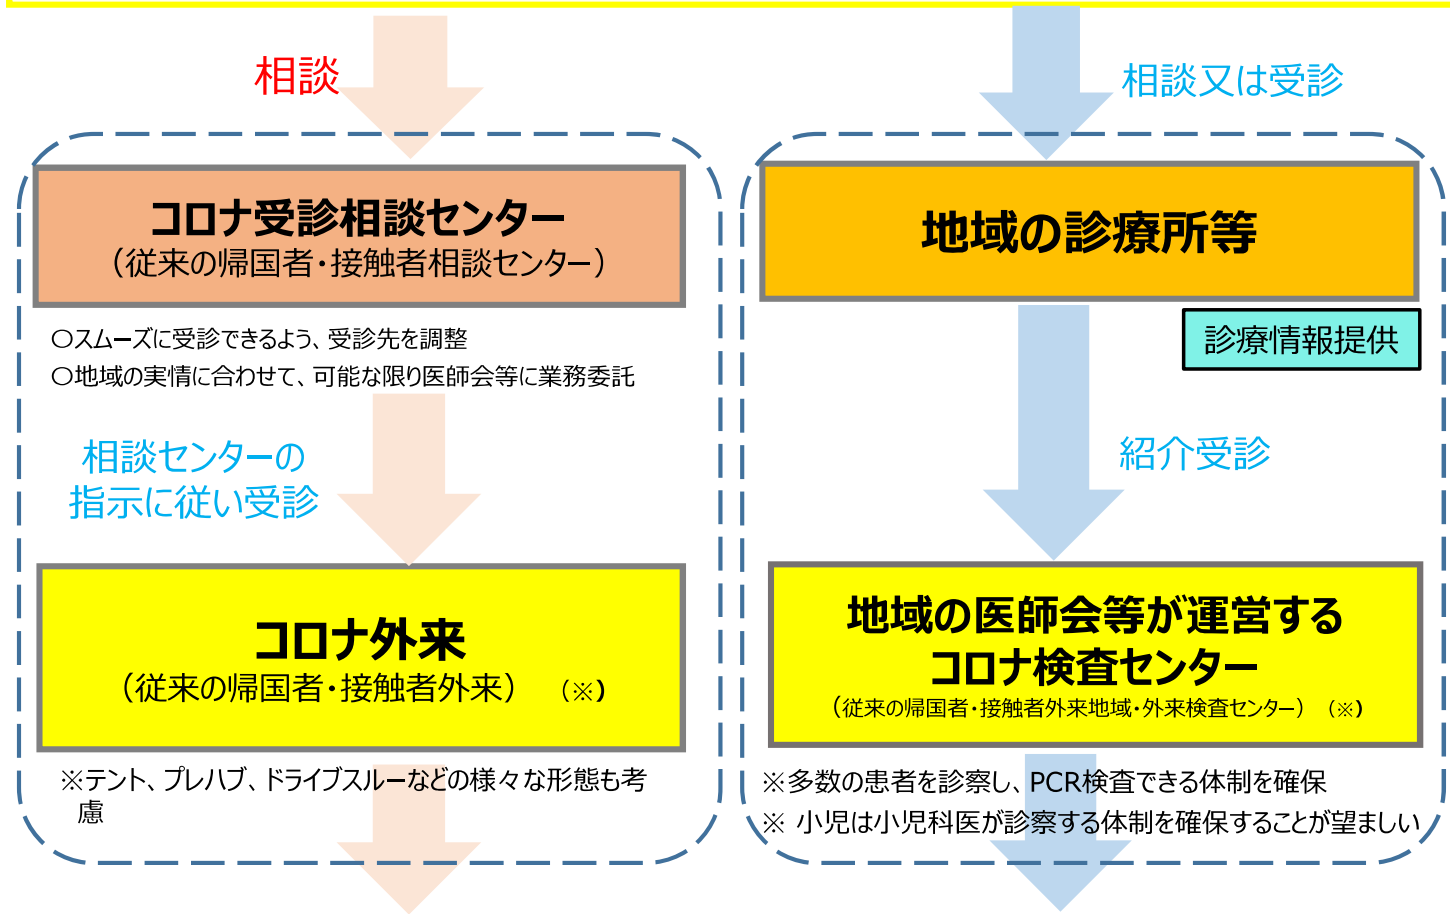 相談
コロナ受診相談センター
（従来の帰国者・接触者相談センター）
〇スムーズに受診できるよう、受診先を調整
〇地域の実情に合わせて、可能な限り医師会等に業務委託
相談センターの
指示に従い受診
コロナ外来
（従来の帰国者・接触者外来） （※）
※テント、プレハブ、ドライブスルーなどの様々な形態も考
慮
相談又は受診
地域の診療所等
診療情報提供
紹介受診
地域の医師会等が運営する
コロナ検査センター
（従来の帰国者・接触者外来地域・外来検査センター） （※）
※多数の患者を診察し、PCR検査できる体制を確保
※ 小児は小児科医が診察する体制を確保することが望ましい